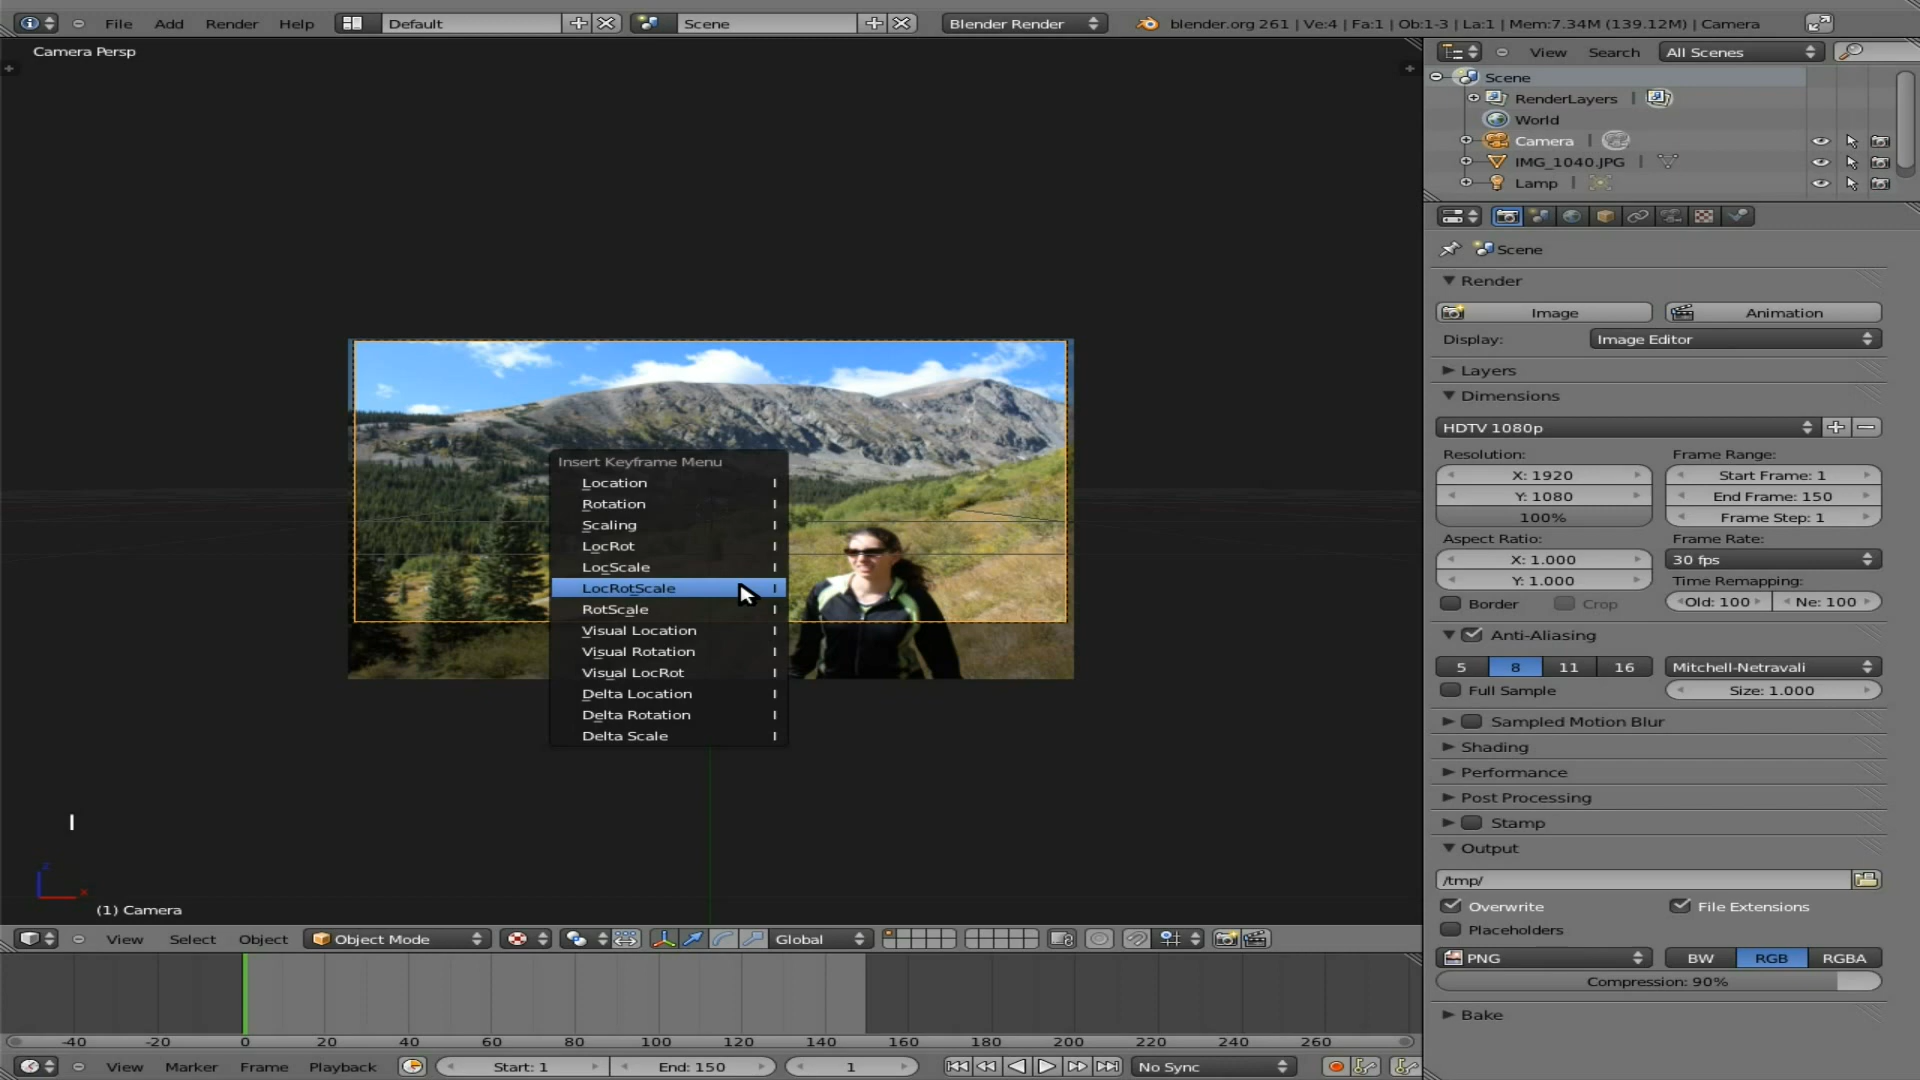 File Add Render Help Default Scene Blender Render blender.org 261 | Ve:4 | Fa:1 | Ob:1-3 | La:1 | Mem:7.34M (139.12M) | Camera
Camera Persp
View Search All Scenes
Scene
RenderLayers |
World
Camera |
IMG_1040.JPG |
Lamp |
Scene
Render
Image Animation
Display: Image Editor
Layers
Dimensions
HDTV 1080p
Resolution: Frame Range:
X: 1920 Start Frame: 1
Y: 1080 End Frame: 150
100% Frame Step: 1
Aspect Ratio: Frame Rate:
X: 1.000 30 fps
Y: 1.000 Time Remapping:
Border Crop Old: 100 Ne: 100
Anti-Aliasing
5 8 11 16 Mitchell-Netravali
Full Sample Size: 1.000
Sampled Motion Blur
Shading
Performance
Post Processing
Stamp
Output
/tmp/
Overwrite File Extensions
Placeholders
PNG BW RGB RGBA
Compression: 90%
Bake
Insert Keyframe Menu
Location I
Rotation I
Scaling I
LocRot I
LocScale I
LocRotScale I
RotScale I
Visual Location I
Visual Rotation I
Visual LocRot I
Delta Location I
Delta Rotation I
Delta Scale I
I
z
x
(1) Camera
View Select Object Object Mode Global
-40 -20 0 20 40 60 80 100 120 140 160 180 200 220 240 260
View Marker Frame Playback Start: 1 End: 150 1 No Sync